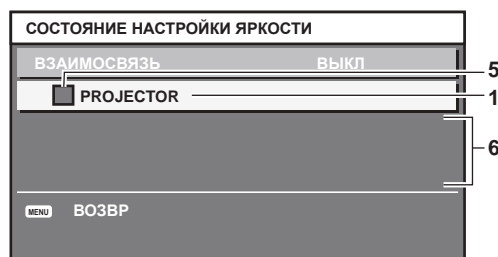 СОСТОЯНИЕ НАСТРОЙКИ ЯРКОСТИ
ВЗАИМОСВЯЗЬ ВЫКЛ
5
PROJECTOR 1
6
MENU ВОЗВР